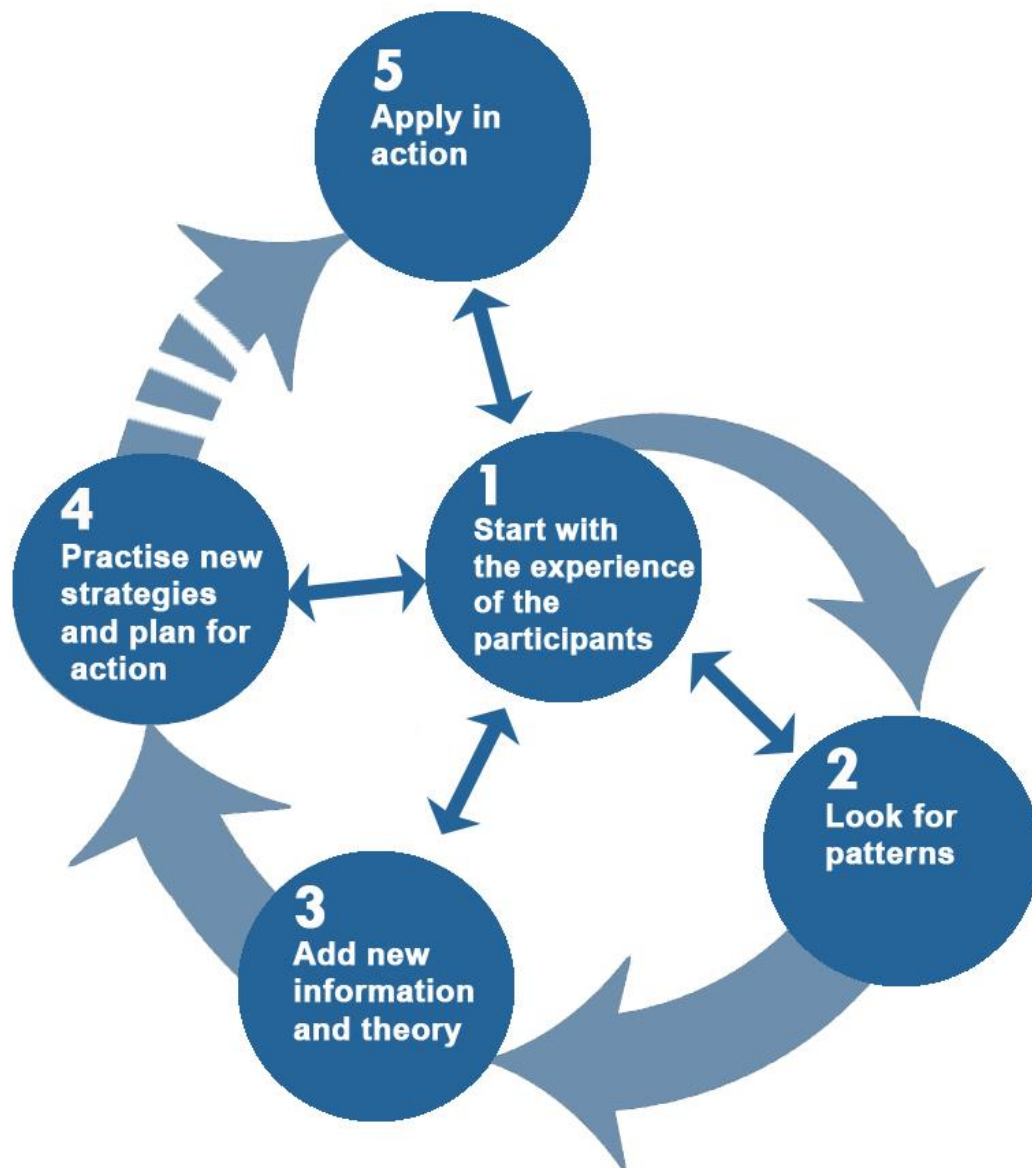 5
Apply in
action
1
Start with
the experience
of the
participants
4
Practise new
strategies
and plan for
action
2
Look for
patterns
3
Add new
information
and theory